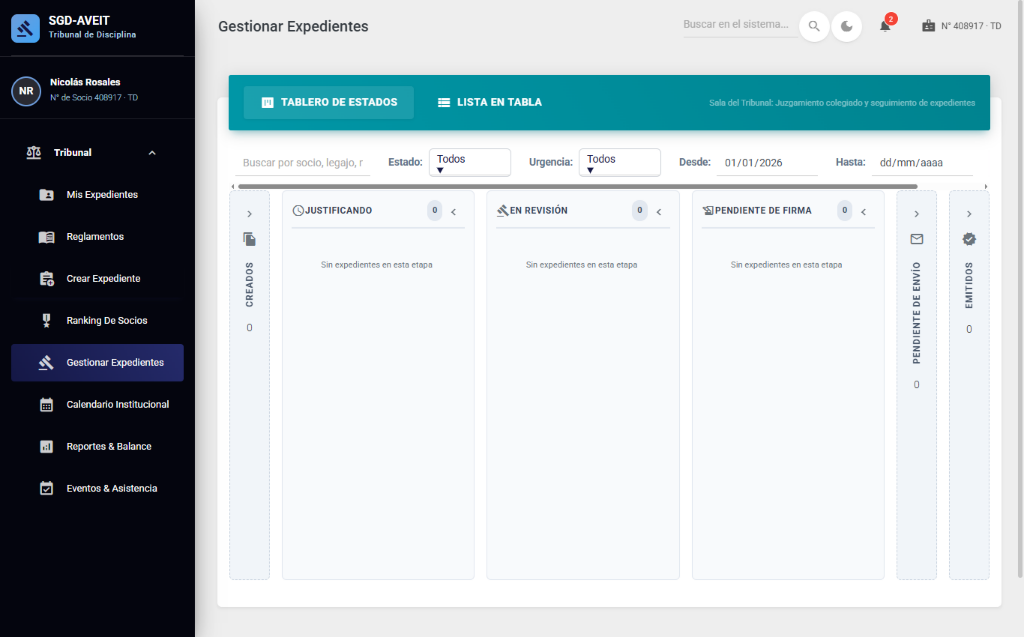 SGD-AVEIT
Tribunal de Disciplina
NR
Nicolás Rosales
N° de Socio 408917 · TD
Tribunal
Mis Expedientes
Reglamentos
Crear Expediente
Ranking De Socios
Gestionar Expedientes
Calendario Institucional
Reportes & Balance
Eventos & Asistencia
Gestionar Expedientes
Buscar en el sistema...
2
N° 408917 · TD
TABLERO DE ESTADOS
LISTA EN TABLA
Sala del Tribunal: Juzgamiento colegiado y seguimiento de expedientes
Buscar por socio, legajo, r
Estado:
Todos
Urgencia:
Todos
Desde:
01/01/2026
Hasta:
dd/mm/aaaa
CREADOS
0
JUSTIFICANDO
0
Sin expedientes en esta etapa
EN REVISIÓN
0
Sin expedientes en esta etapa
PENDIENTE DE FIRMA
0
Sin expedientes en esta etapa
PENDIENTE DE ENVÍO
0
EMITIDOS
0